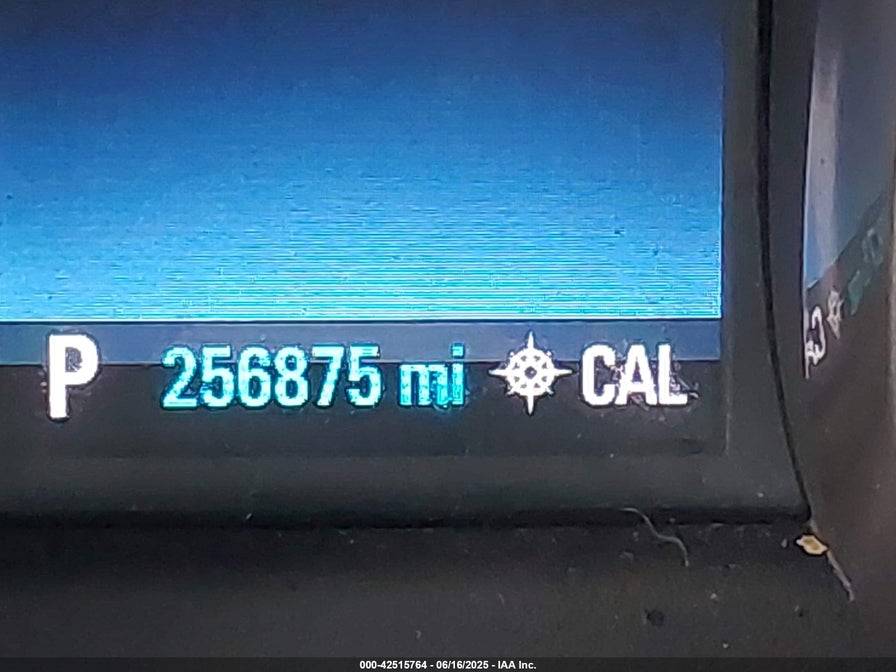 P 256875 mi CAL
000-42515764 - 06/16/2025 - IAA Inc.